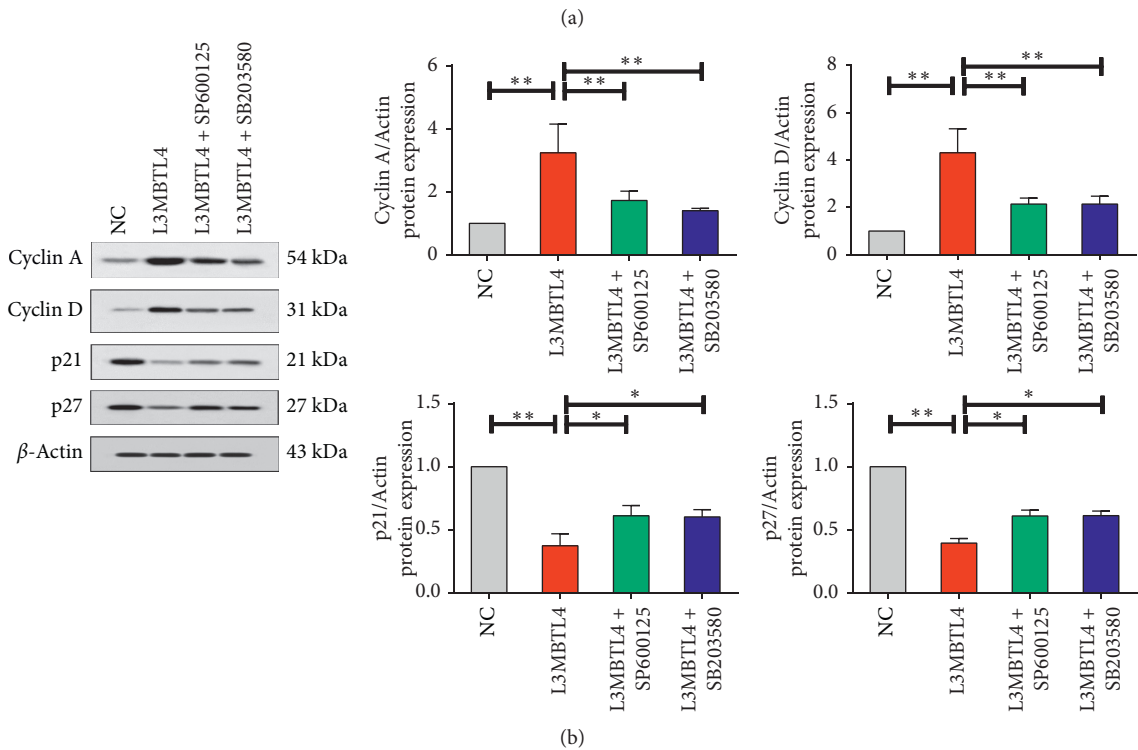 (a)
NC
L3MBTL4
L3MBTL4 + SP600125
L3MBTL4 + SB203580
Cyclin A
54 kDa
Cyclin D
31 kDa
p21
21 kDa
p27
27 kDa
β-Actin
43 kDa
Cyclin A/Actin
protein expression
6
4
2
0
**
**
**
NC
L3MBTL4
L3MBTL4 +
SP600125
L3MBTL4 +
SB203580
Cyclin D/Actin
protein expression
8
6
4
2
0
**
**
**
NC
L3MBTL4
L3MBTL4 +
SP600125
L3MBTL4 +
SB203580
p21/Actin
protein expression
1.5
1.0
0.5
0.0
**
*
*
NC
L3MBTL4
L3MBTL4 +
SP600125
L3MBTL4 +
SB203580
p27/Actin
protein expression
1.5
1.0
0.5
0.0
**
*
*
NC
L3MBTL4
L3MBTL4 +
SP600125
L3MBTL4 +
SB203580
(b)